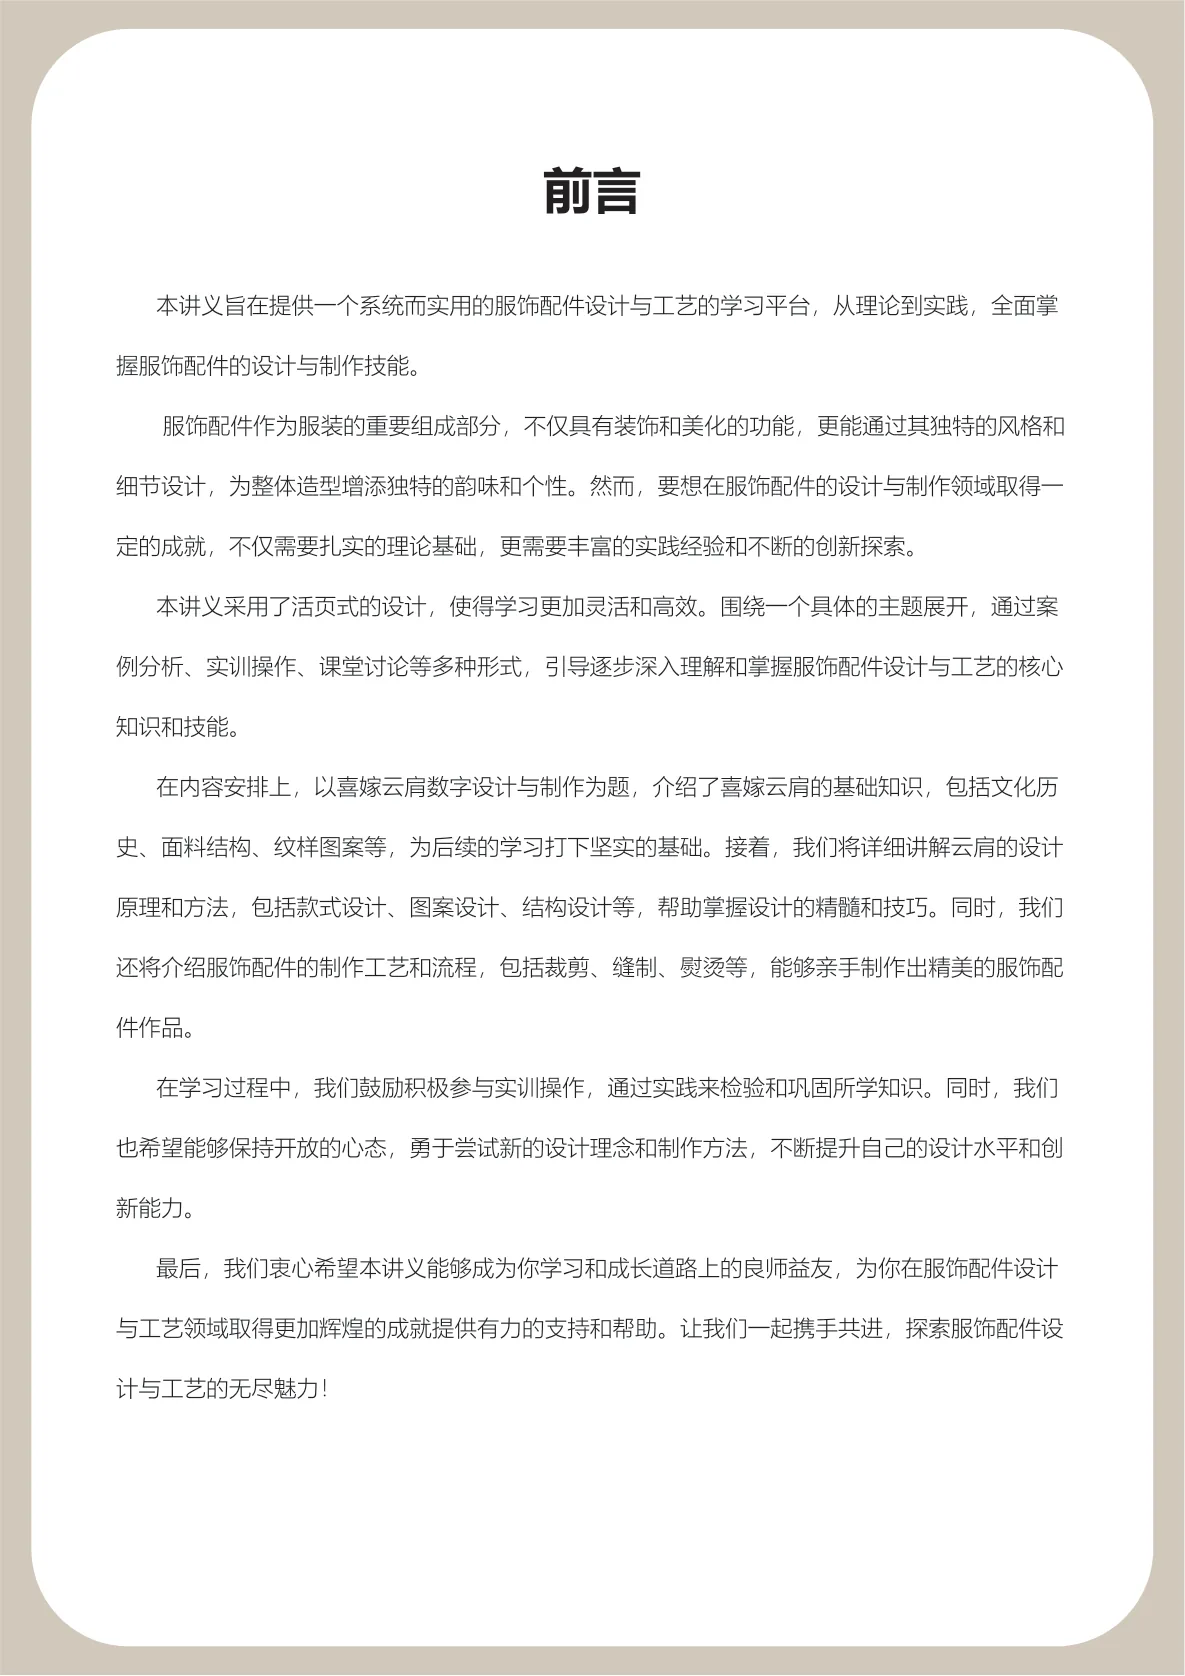 前言
本讲义旨在提供一个系统而实用的服饰配件设计与工艺的学习平台，从理论到实践，全面掌
握服饰配件的设计与制作技能。
服饰配件作为服装的重要组成部分，不仅具有装饰和美化的功能，更能通过其独特的风格和
细节设计，为整体造型增添独特的韵味和个性。然而，要想在服饰配件的设计与制作领域取得一
定的成就，不仅需要扎实的理论基础，更需要丰富的实践经验和不断的创新探索。
本讲义采用了活页式的设计，使得学习更加灵活和高效。围绕一个具体的主题展开，通过案
例分析、实训操作、课堂讨论等多种形式，引导逐步深入理解和掌握服饰配件设计与工艺的核心
知识和技能。
在内容安排上，以喜嫁云肩数字设计与制作为题，介绍了喜嫁云肩的基础知识，包括文化历
史、面料结构、纹样图案等，为后续的学习打下坚实的基础。接着，我们将详细讲解云肩的设计
原理和方法，包括款式设计、图案设计、结构设计等，帮助掌握设计的精髓和技巧。同时，我们
还将介绍服饰配件的制作工艺和流程，包括裁剪、缝制、熨烫等，能够亲手制作出精美的服饰配
件作品。
在学习过程中，我们鼓励积极参与实训操作，通过实践来检验和巩固所学知识。同时，我们
也希望能够保持开放的心态，勇于尝试新的设计理念和制作方法，不断提升自己的设计水平和创
新能力。
最后，我们衷心希望本讲义能够成为你学习和成长道路上的良师益友，为你在服饰配件设计
与工艺领域取得更加辉煌的成就提供有力的支持和帮助。让我们一起携手共进，探索服饰配件设
计与工艺的无尽魅力！